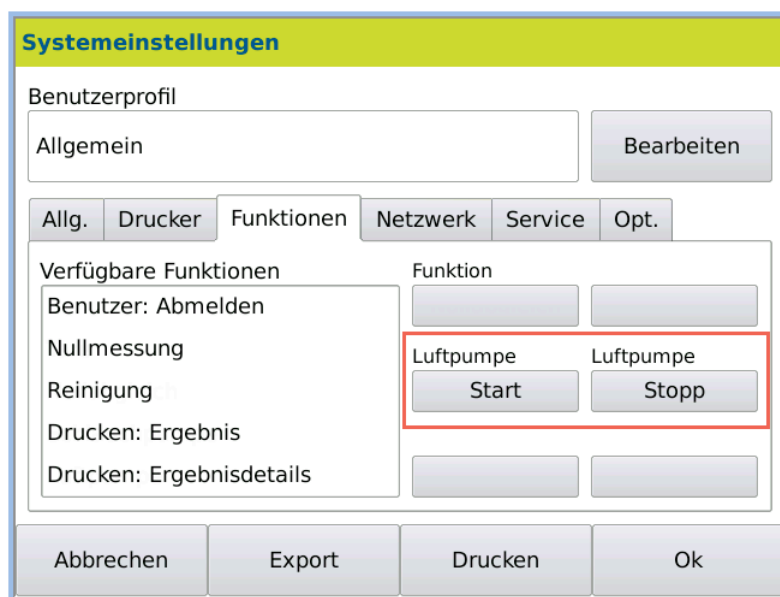 Systemeinstellungen
Benutzerprofil
Allgemein
Bearbeiten
Allg. Drucker Funktionen Netzwerk Service Opt.
Verfügbare Funktionen
Benutzer: Abmelden
Nullmessung
Reinigung
Drucken: Ergebnis
Drucken: Ergebnisdetails
Funktion
Luftpumpe Luftpumpe
Start Stopp
Abbrechen Export Drucken Ok